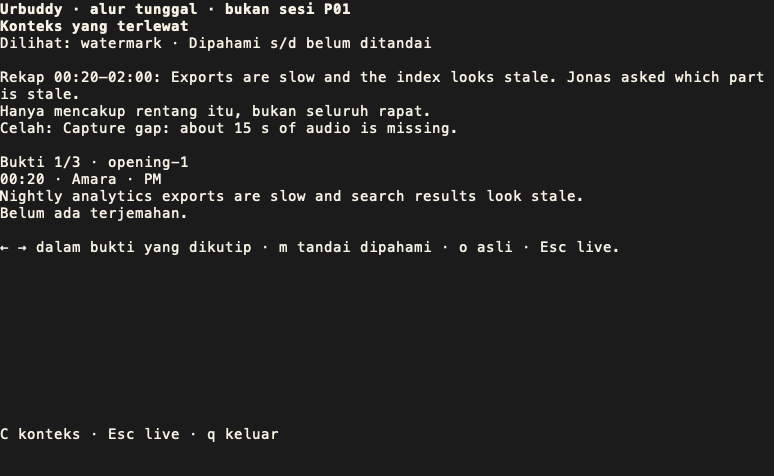 Urbuddy · alur tunggal · bukan sesi P01
Konteks yang terlewat
Dilihat: watermark · Dipahami s/d belum ditandai
Rekap 00:20–02:00: Exports are slow and the index looks stale. Jonas asked which part
is stale.
Hanya mencakup rentang itu, bukan seluruh rapat.
Celah: Capture gap: about 15 s of audio is missing.
Bukti 1/3 · opening-1
00:20 · Amara · PM
Nightly analytics exports are slow and search results look stale.
Belum ada terjemahan.
← → dalam bukti yang dikutip · m tandai dipahami · o asli · Esc live.
C konteks · Esc live · q keluar